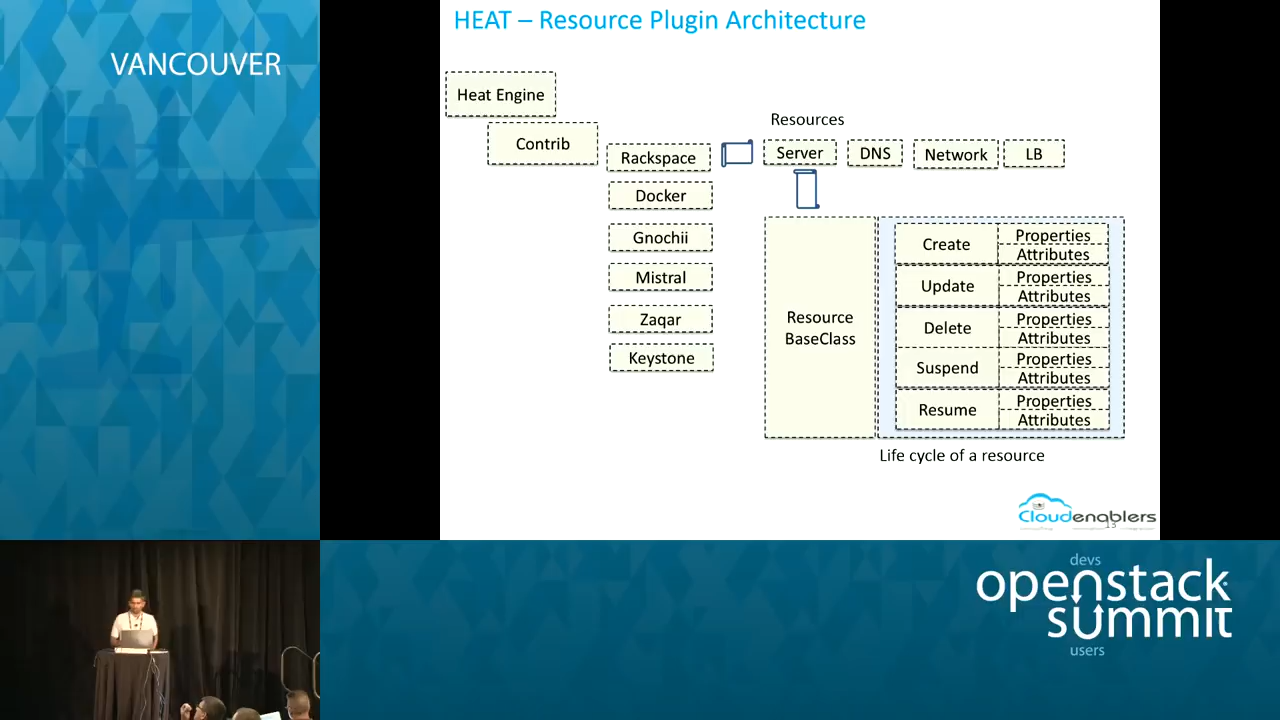 VANCOUVER
HEAT – Resource Plugin Architecture
Heat Engine
Contrib
Resources
Rackspace
Server
DNS
Network
LB
Docker
Gnochii
Mistral
Zaqar
Keystone
Resource
BaseClass
Create
Properties
Attributes
Update
Properties
Attributes
Delete
Properties
Attributes
Suspend
Properties
Attributes
Resume
Properties
Attributes
Life cycle of a resource
Cloudenablers
13
devs
openstack
summit
users